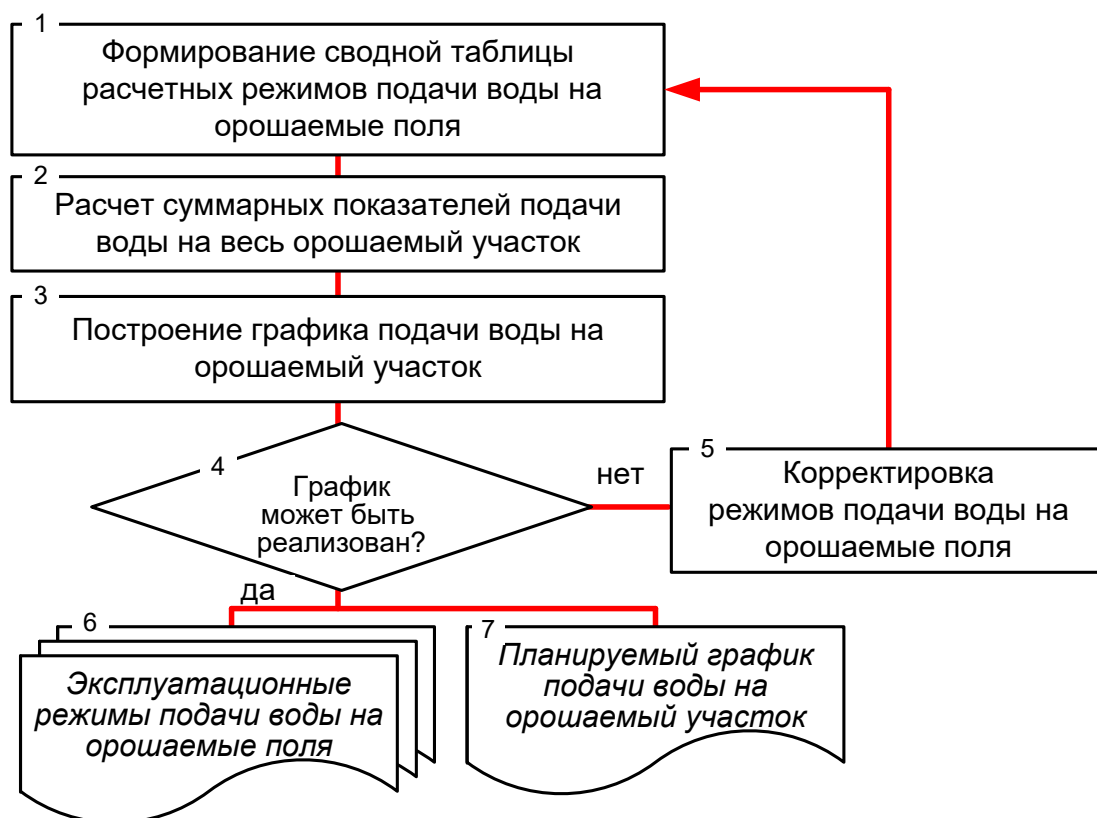 1
Формирование сводной таблицы
расчетных режимов подачи воды на
орошаемые поля
2
Расчет суммарных показателей подачи
воды на весь орошаемый участок
3
Построение графика подачи воды на
орошаемый участок
4
График
может быть
реализован?
нет
5
Корректировка
режимов подачи воды на
орошаемые поля
да
6
Эксплуатационные
режимы подачи воды на
орошаемые поля
7
Планируемый график
подачи воды на
орошаемый участок